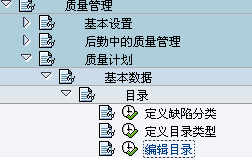 质量管理
基本设置
后勤中的质量管理
质量计划
基本数据
目录
定义缺陷分类
定义目录类型
编辑目录